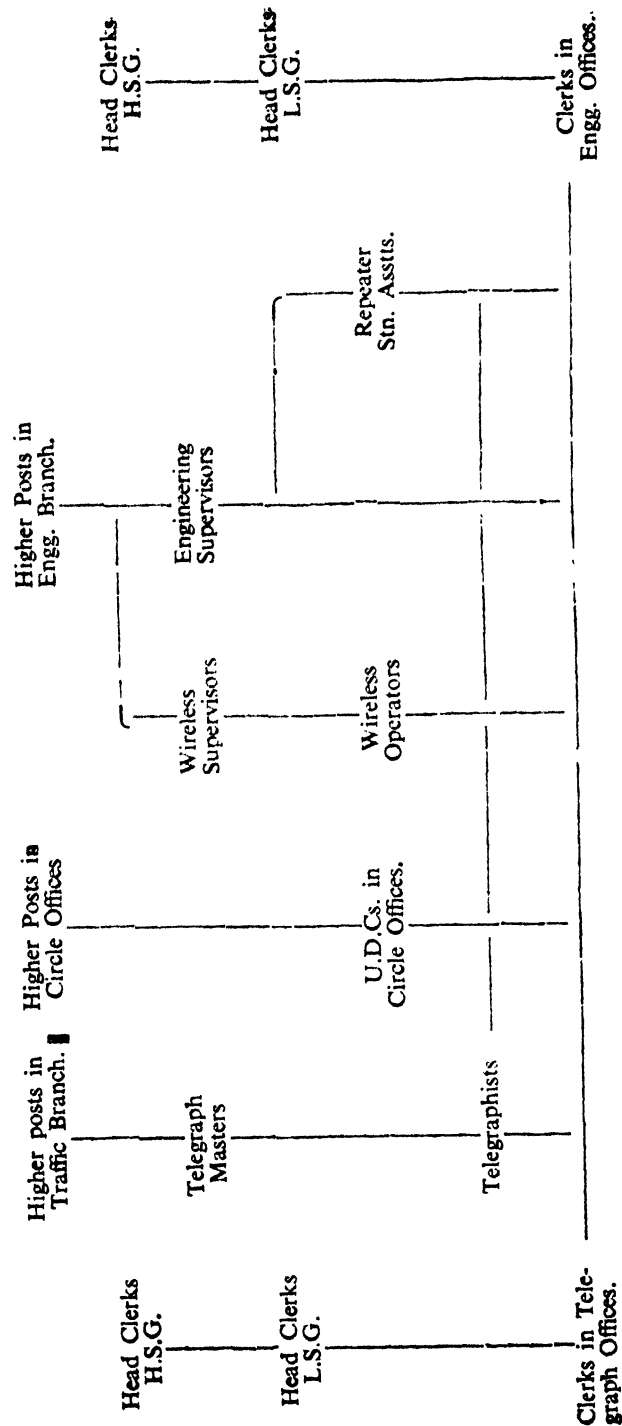 Higher posts in
Traffic Branch.
Higher Posts in
Circle Offices
Higher Posts in
Engg. Branch.
Head Clerks
H.S.G.
Telegraph
Masters
Wireless
Supervisors
Engineering
Supervisors
Head Clerks
H.S.G.
Head Clerks
L.S.G.
Head Clerks
L.S.G.
U.D.Cs. in
Circle Offices.
Wireless
Operators
Repeater
Stn. Asstts.
Telegraphists
Clerks in Tele-
graph Offices.
Clerks in
Engg. Offices.